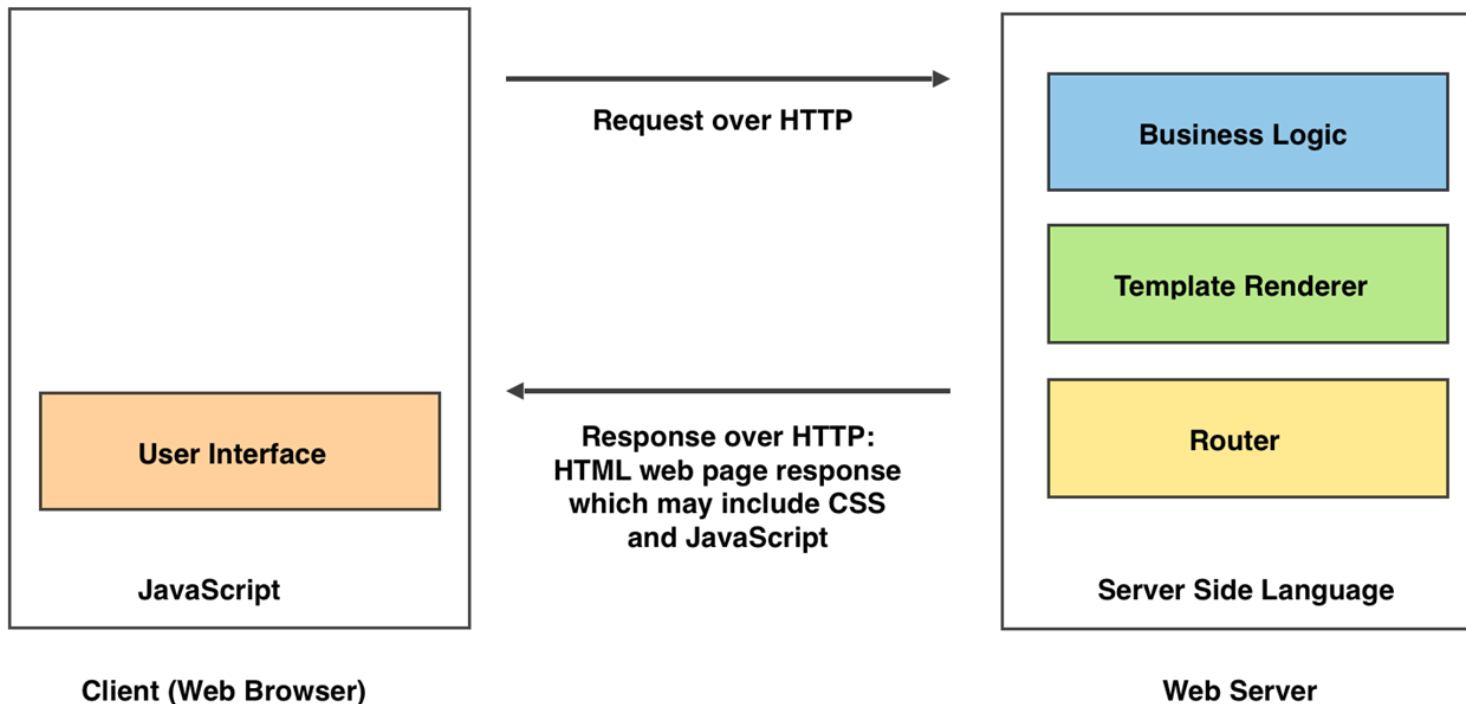 Request over HTTP
Business Logic
Template Renderer
User Interface
Response over HTTP:
HTML web page response
which may include CSS
and JavaScript
Router
JavaScript
Server Side Language
Client (Web Browser)
Web Server